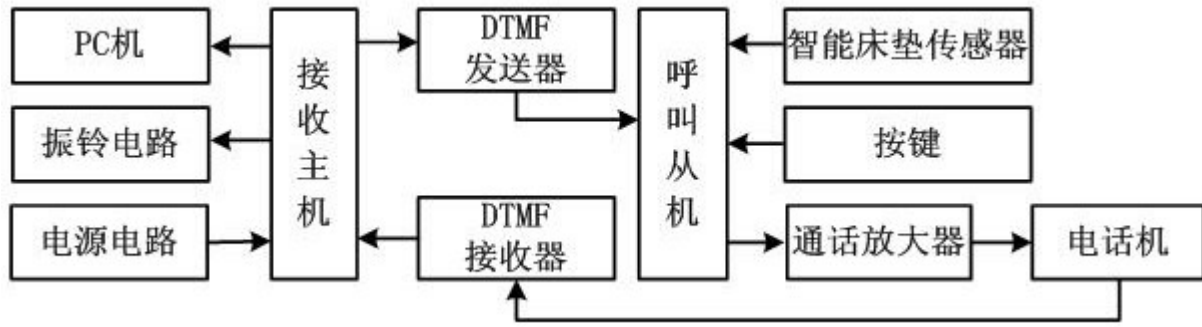 PC机
振铃电路
电源电路
接收主机
DTMF
发送器
DTMF
接收器
呼叫从机
智能床垫传感器
按键
通话放大器
电话机